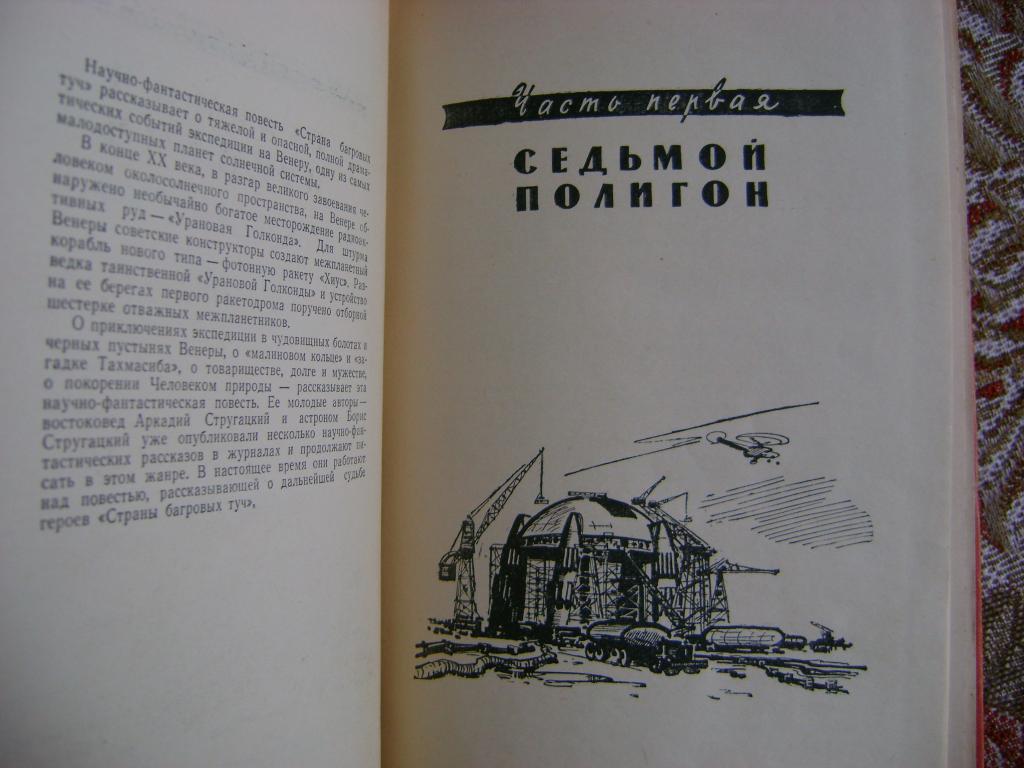 Научно-фантастическая повесть «Страна багровых
туч» рассказывает о тяжелой и опасной, полной драма-
тических событий экспедиции на Венеру, одну из самых
малодоступных планет солнечной системы.
В конце XX века, в разгар великого завоевания че-
ловеком околосолнечного пространства, на Венере об-
наружено необычайно богатое месторождение радиоак-
тивных руд — «Урановая Голконда». Для штурма
Венеры советские конструкторы создают межпланетный
корабль нового типа — фотонную ракету «Хиус». Раз-
ведка таинственной «Урановой Голконды» и устройство
на ее берегах первого ракетодрома поручено отборной
шестерке отважных межпланетников.
О приключениях экспедиции в чудовищных болотах и
черных пустынях Венеры, о «малиновом кольце» и «за-
гадке Тахмасиба», о товариществе, долге и мужестве,
о покорении Человеком природы — рассказывает эта
научно-фантастическая повесть. Ее молодые авторы—
востоковед Аркадий Стругацкий и астроном Борис
Стругацкий уже опубликовали несколько научно-фан-
тастических рассказов в журналах и продолжают пи-
сать в этом жанре. В настоящее время они работают
над повестью, рассказывающей о дальнейшей судьбе
героев «Страны багровых туч».
Часть первая
СЕДЬМОЙ
ПОЛИГОН